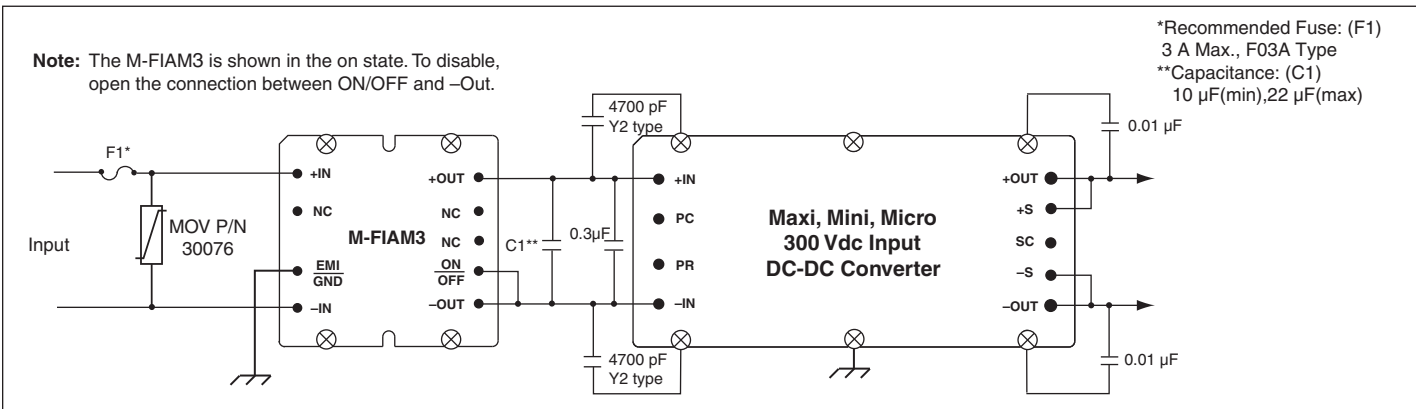 Note: The M-FIAM3 is shown in the on state. To disable,
open the connection between ON/OFF and –Out.
*Recommended Fuse: (F1)
3 A Max., F03A Type
**Capacitance: (C1)
10 µF(min),22 µF(max)
F1*
Input
MOV P/N
30076
+IN
NC
EMI
GND
–IN
M-FIAM3
+OUT
NC
NC
ON
OFF
–OUT
C1**
0.3µF
4700 pF
Y2 type
4700 pF
Y2 type
+IN
PC
PR
–IN
Maxi, Mini, Micro
300 Vdc Input
DC-DC Converter
+OUT
+S
SC
–S
–OUT
0.01 µF
0.01 µF